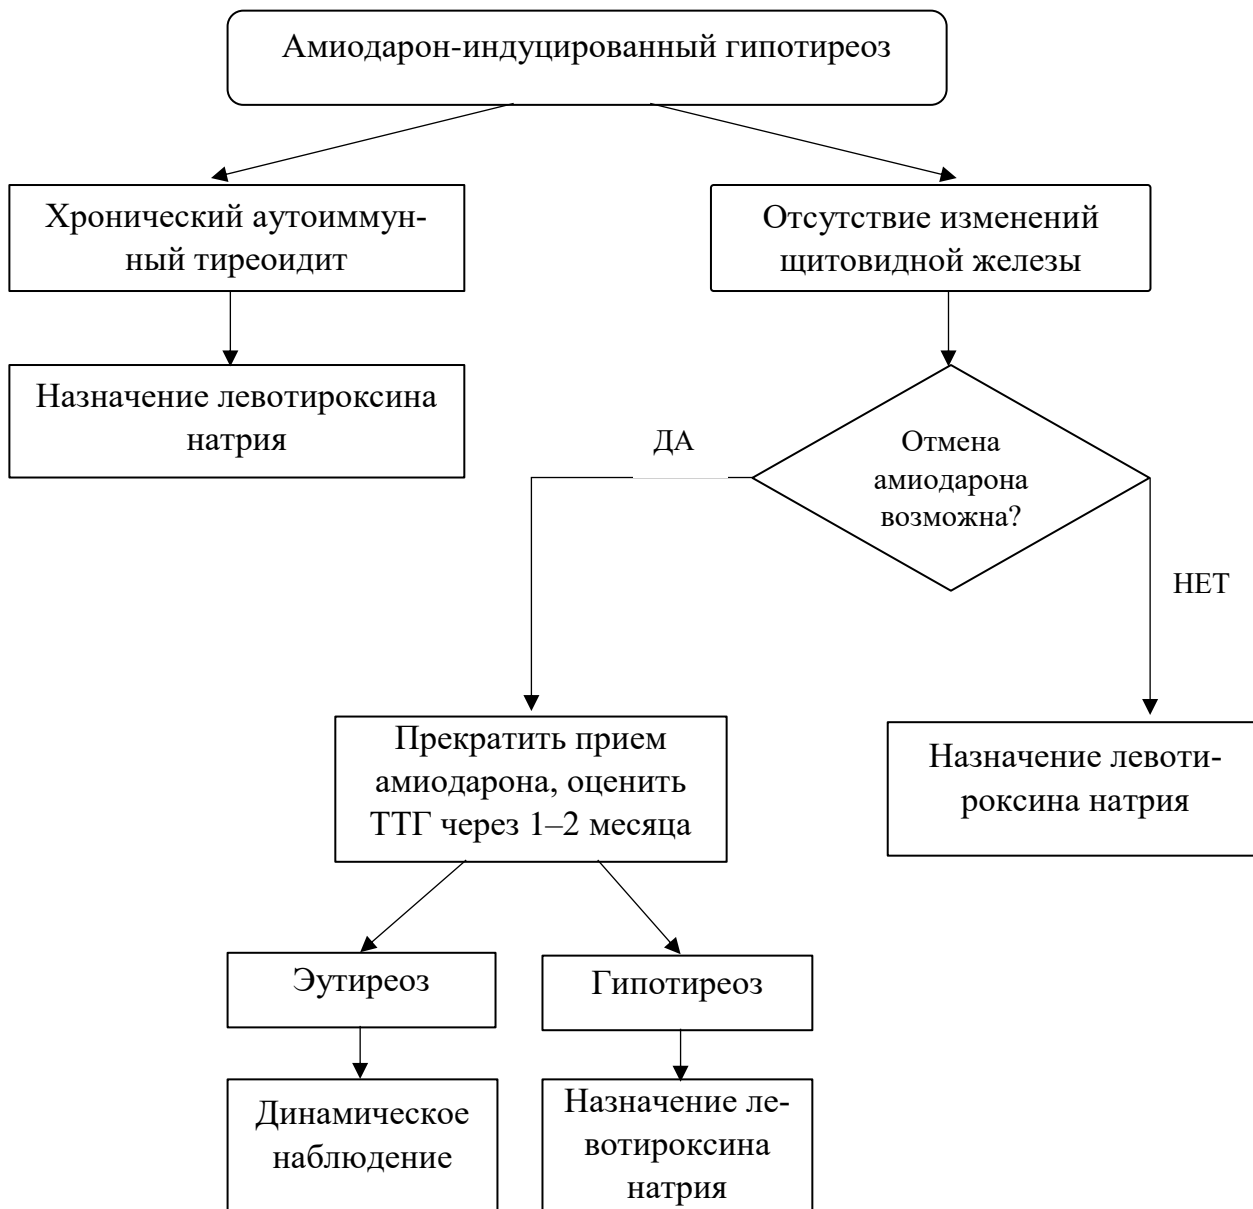 Амиодарон-индуцированный гипотиреоз
Хронический аутоиммун-
ный тиреоидит
Отсутствие изменений
щитовидной железы
Назначение левотироксина
натрия
Отмена
амиодарона
возможна?
ДА
НЕТ
Прекратить прием
амиодарона, оценить
ТТГ через 1–2 месяца
Назначение левоти-
роксина натрия
Эутиреоз
Гипотиреоз
Динамическое
наблюдение
Назначение ле-
вотироксина
натрия